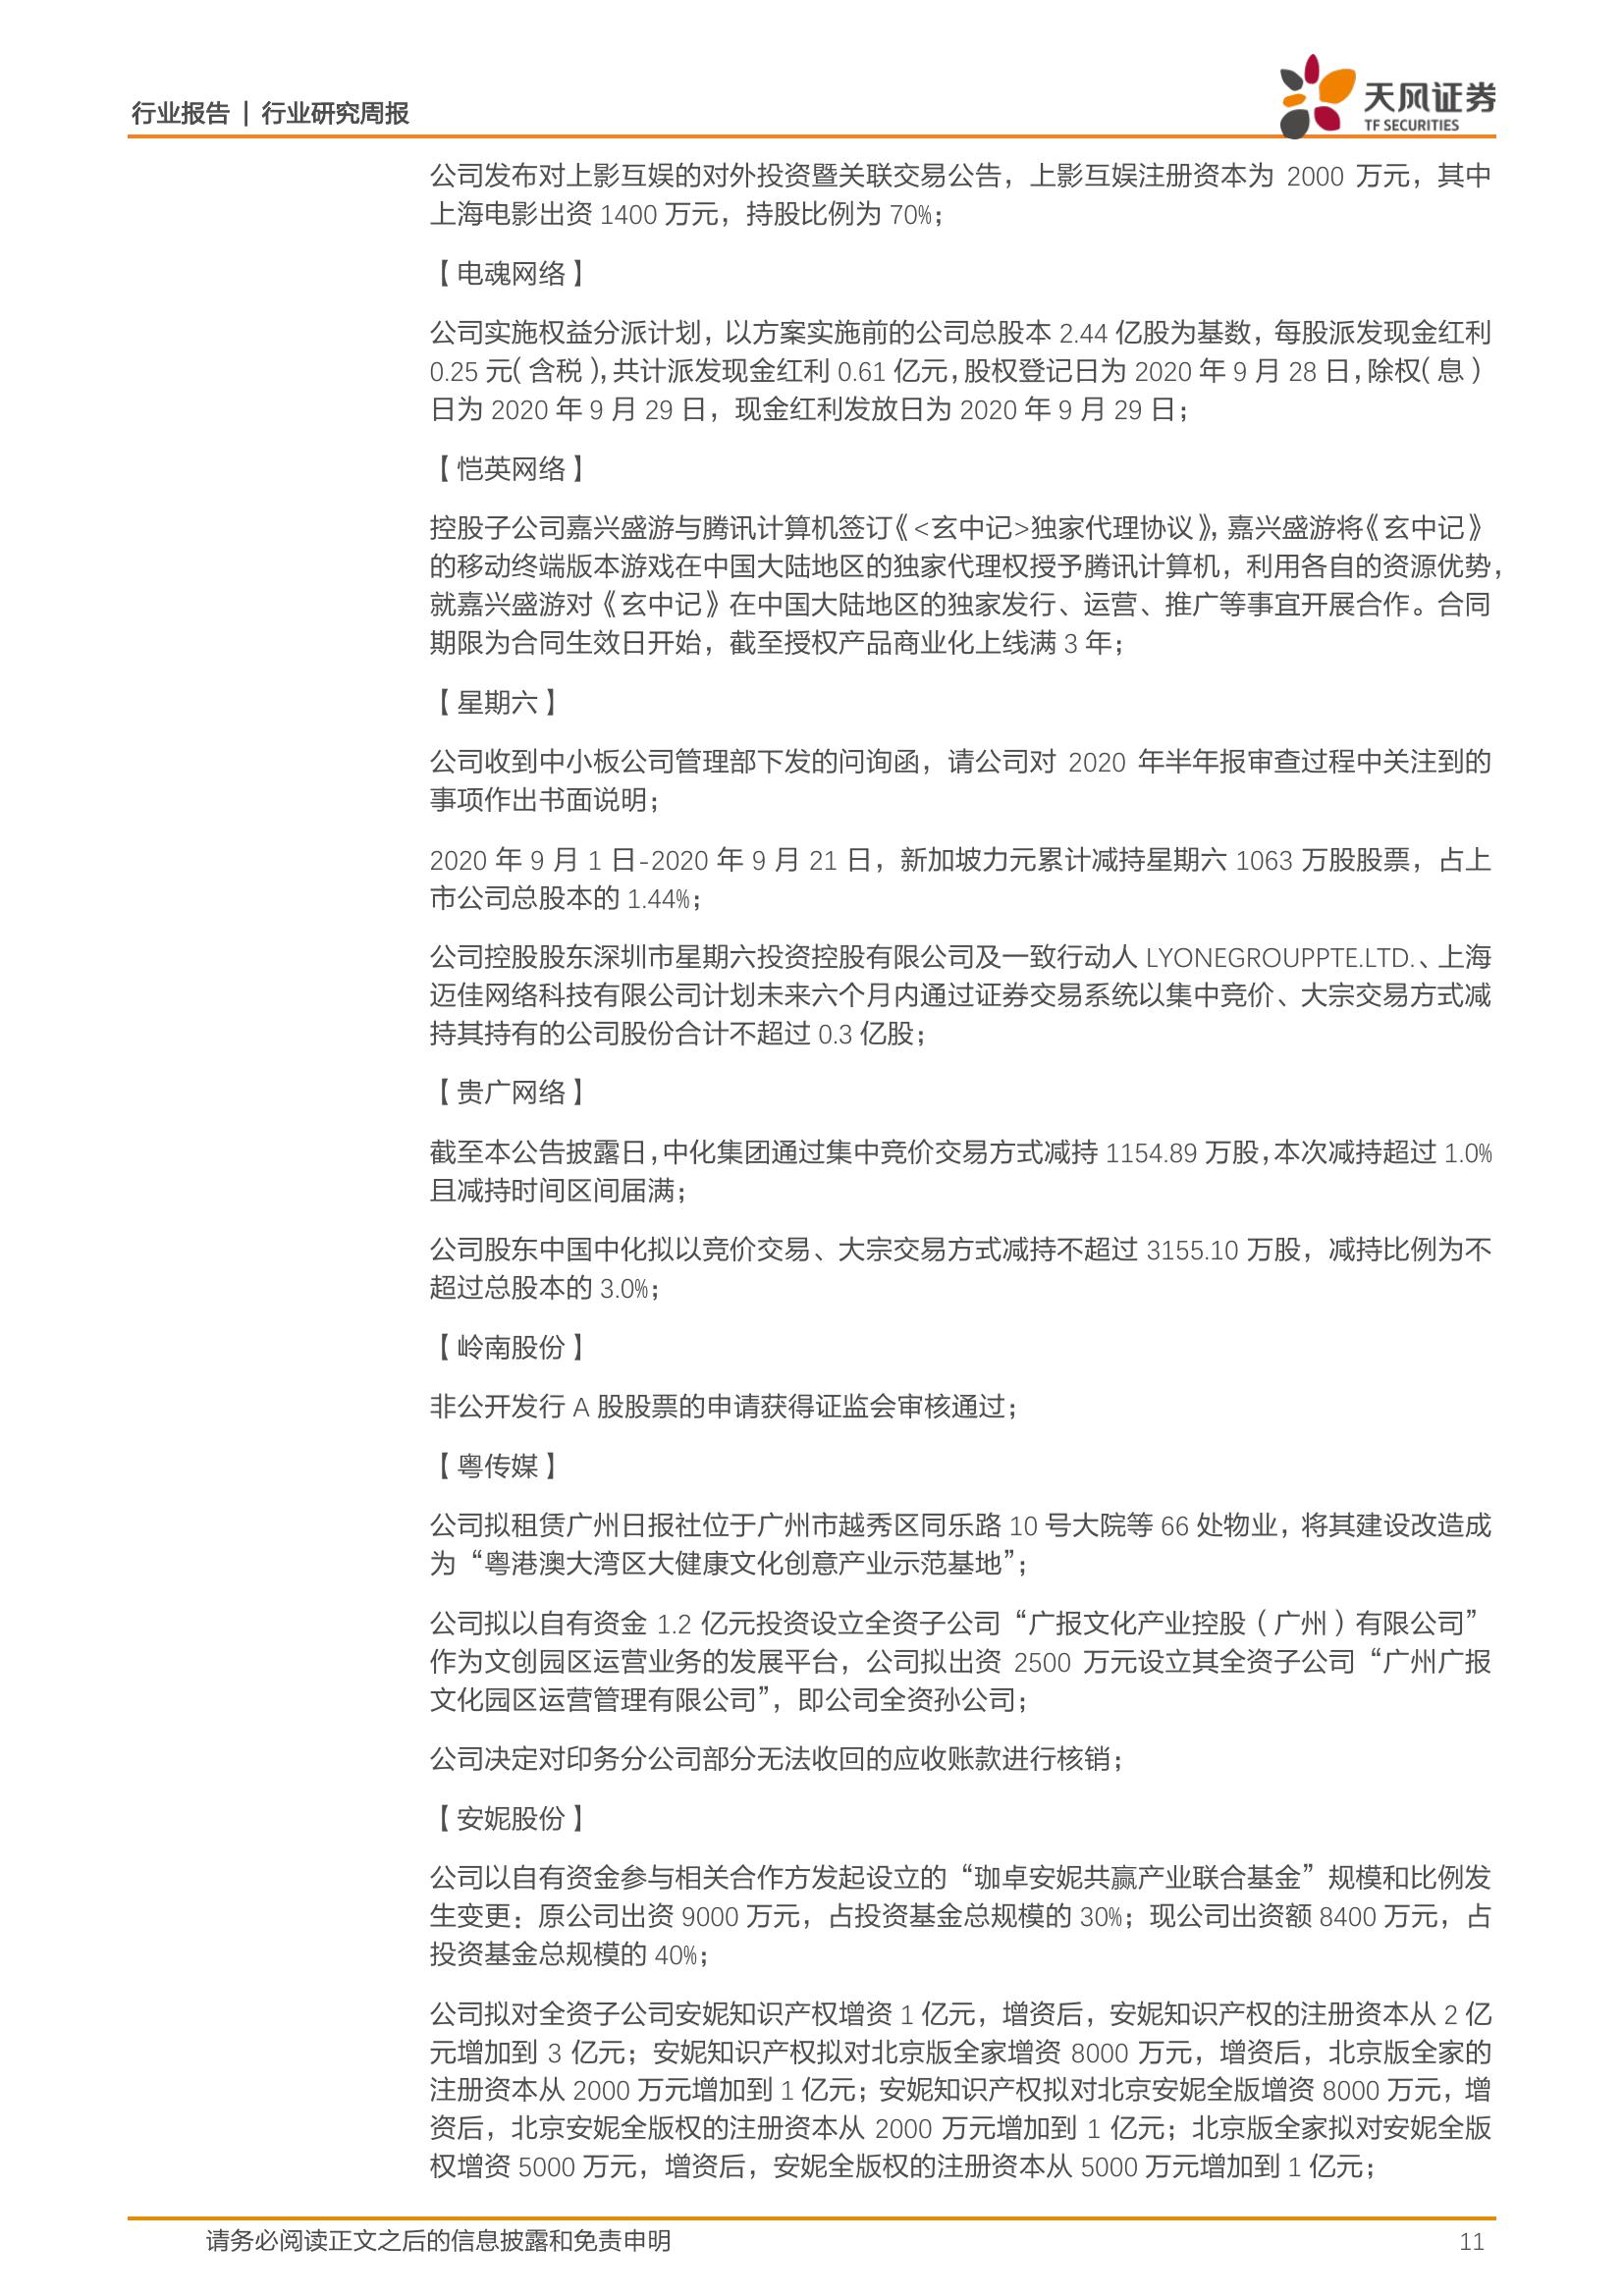 行业报告 | 行业研究周报
天风证券
TF SECURITIES
公司发布对上影互娱的对外投资暨关联交易公告，上影互娱注册资本为 2000 万元，其中
上海电影出资 1400 万元，持股比例为 70%；
【电魂网络】
公司实施权益分派计划，以方案实施前的公司总股本 2.44 亿股为基数，每股派发现金红利
0.25 元（含税），共计派发现金红利 0.61 亿元，股权登记日为 2020 年 9 月 28 日，除权（息）
日为 2020 年 9 月 29 日，现金红利发放日为 2020 年 9 月 29 日；
【恺英网络】
控股子公司嘉兴盛游与腾讯计算机签订《<玄中记>独家代理协议》，嘉兴盛游将《玄中记》
的移动终端版本游戏在中国大陆地区的独家代理权授予腾讯计算机，利用各自的资源优势，
就嘉兴盛游对《玄中记》在中国大陆地区的独家发行、运营、推广等事宜开展合作。合同
期限为合同生效日开始，截至授权产品商业化上线满 3 年；
【星期六】
公司收到中小板公司管理部下发的问询函，请公司对 2020 年半年报审查过程中关注到的
事项作出书面说明；
2020 年 9 月 1 日-2020 年 9 月 21 日，新加坡力元累计减持星期六 1063 万股股票，占上
市公司总股本的 1.44%；
公司控股股东深圳市星期六投资控股有限公司及一致行动人 LYONEGROUPPTE.LTD.、上海
迈佳网络科技有限公司计划未来六个月内通过证券交易系统以集中竞价、大宗交易方式减
持其持有的公司股份合计不超过 0.3 亿股；
【贵广网络】
截至本公告披露日，中化集团通过集中竞价交易方式减持 1154.89 万股，本次减持超过 1.0%
且减持时间区间届满；
公司股东中国中化拟以竞价交易、大宗交易方式减持不超过 3155.10 万股，减持比例为不
超过总股本的 3.0%；
【岭南股份】
非公开发行 A 股股票的申请获得证监会审核通过；
【粤传媒】
公司拟租赁广州日报社位于广州市越秀区同乐路 10 号大院等 66 处物业，将其建设改造成
为“粤港澳大湾区大健康文化创意产业示范基地”；
公司拟以自有资金 1.2 亿元投资设立全资子公司“广报文化产业控股（广州）有限公司”
作为文创园区运营业务的发展平台，公司拟出资 2500 万元设立其全资子公司“广州广报
文化园区运营管理有限公司”，即公司全资孙公司；
公司决定对印务分公司部分无法收回的应收账款进行核销；
【安妮股份】
公司以自有资金参与相关合作方发起设立的“珈卓安妮共赢产业联合基金”规模和比例发
生变更：原公司出资 9000 万元，占投资基金总规模的 30%；现公司出资额 8400 万元，占
投资基金总规模的 40%；
公司拟对全资子公司安妮知识产权增资 1 亿元，增资后，安妮知识产权的注册资本从 2 亿
元增加到 3 亿元；安妮知识产权拟对北京版全家增资 8000 万元，增资后，北京版全家的
注册资本从 2000 万元增加到 1 亿元；安妮知识产权拟对北京安妮全版增资 8000 万元，增
资后，北京安妮全版权的注册资本从 2000 万元增加到 1 亿元；北京版全家拟对安妮全版
权增资 5000 万元，增资后，安妮全版权的注册资本从 5000 万元增加到 1 亿元；
请务必阅读正文之后的信息披露和免责申明
11